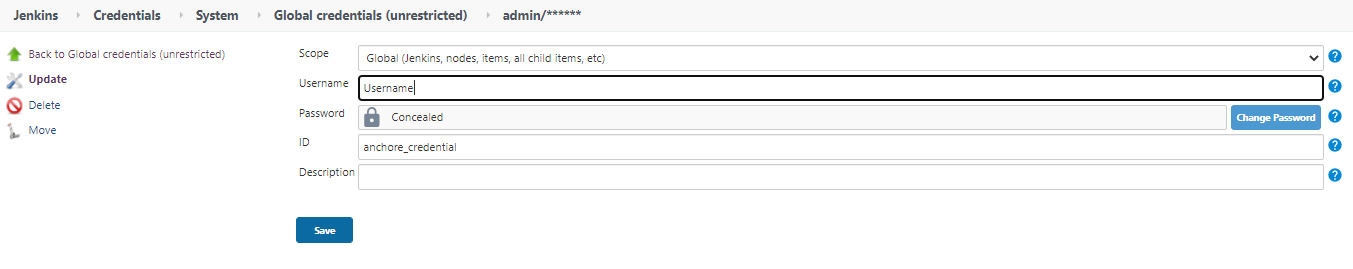 Jenkins Credentials System Global credentials (unrestricted) admin/******
Back to Global credentials (unrestricted)
Update
Delete
Move
Scope Global (Jenkins, nodes, items, all child items, etc) ?
Username Username ?
Password Concealed Change Password ?
ID anchore_credential ?
Description ?
Save